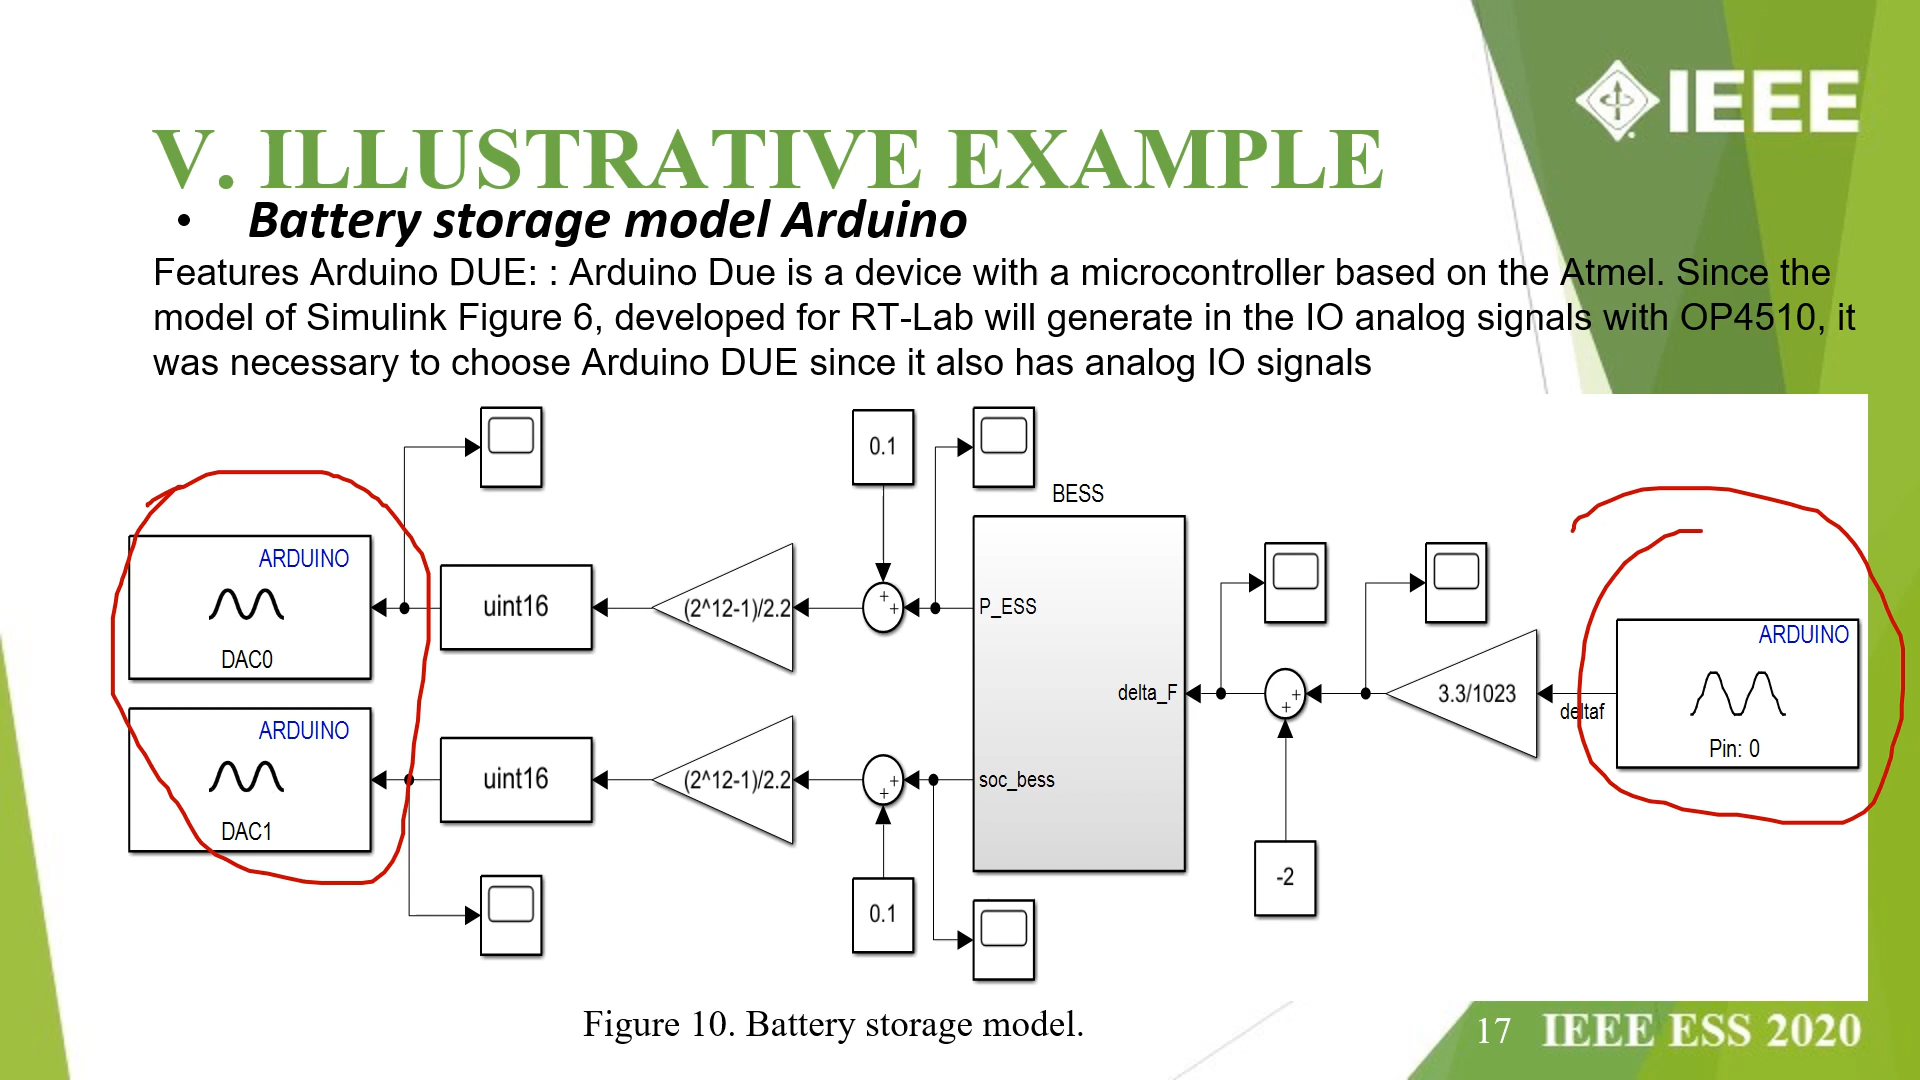 IEEE
V. ILLUSTRATIVE EXAMPLE
• Battery storage model Arduino
Features Arduino DUE: : Arduino Due is a device with a microcontroller based on the Atmel. Since the
model of Simulink Figure 6, developed for RT-Lab will generate in the IO analog signals with OP4510, it
was necessary to choose Arduino DUE since it also has analog IO signals
0.1
BESS
ARDUINO
DAC0
uint16
(2^12-1)/2.2
+
+
P_ESS
delta_F
+
+
3.3/1023
deltaf
ARDUINO
Pin: 0
ARDUINO
DAC1
uint16
(2^12-1)/2.2
+
+
soc_bess
0.1
-2
Figure 10. Battery storage model.
17
IEEE ESS 2020